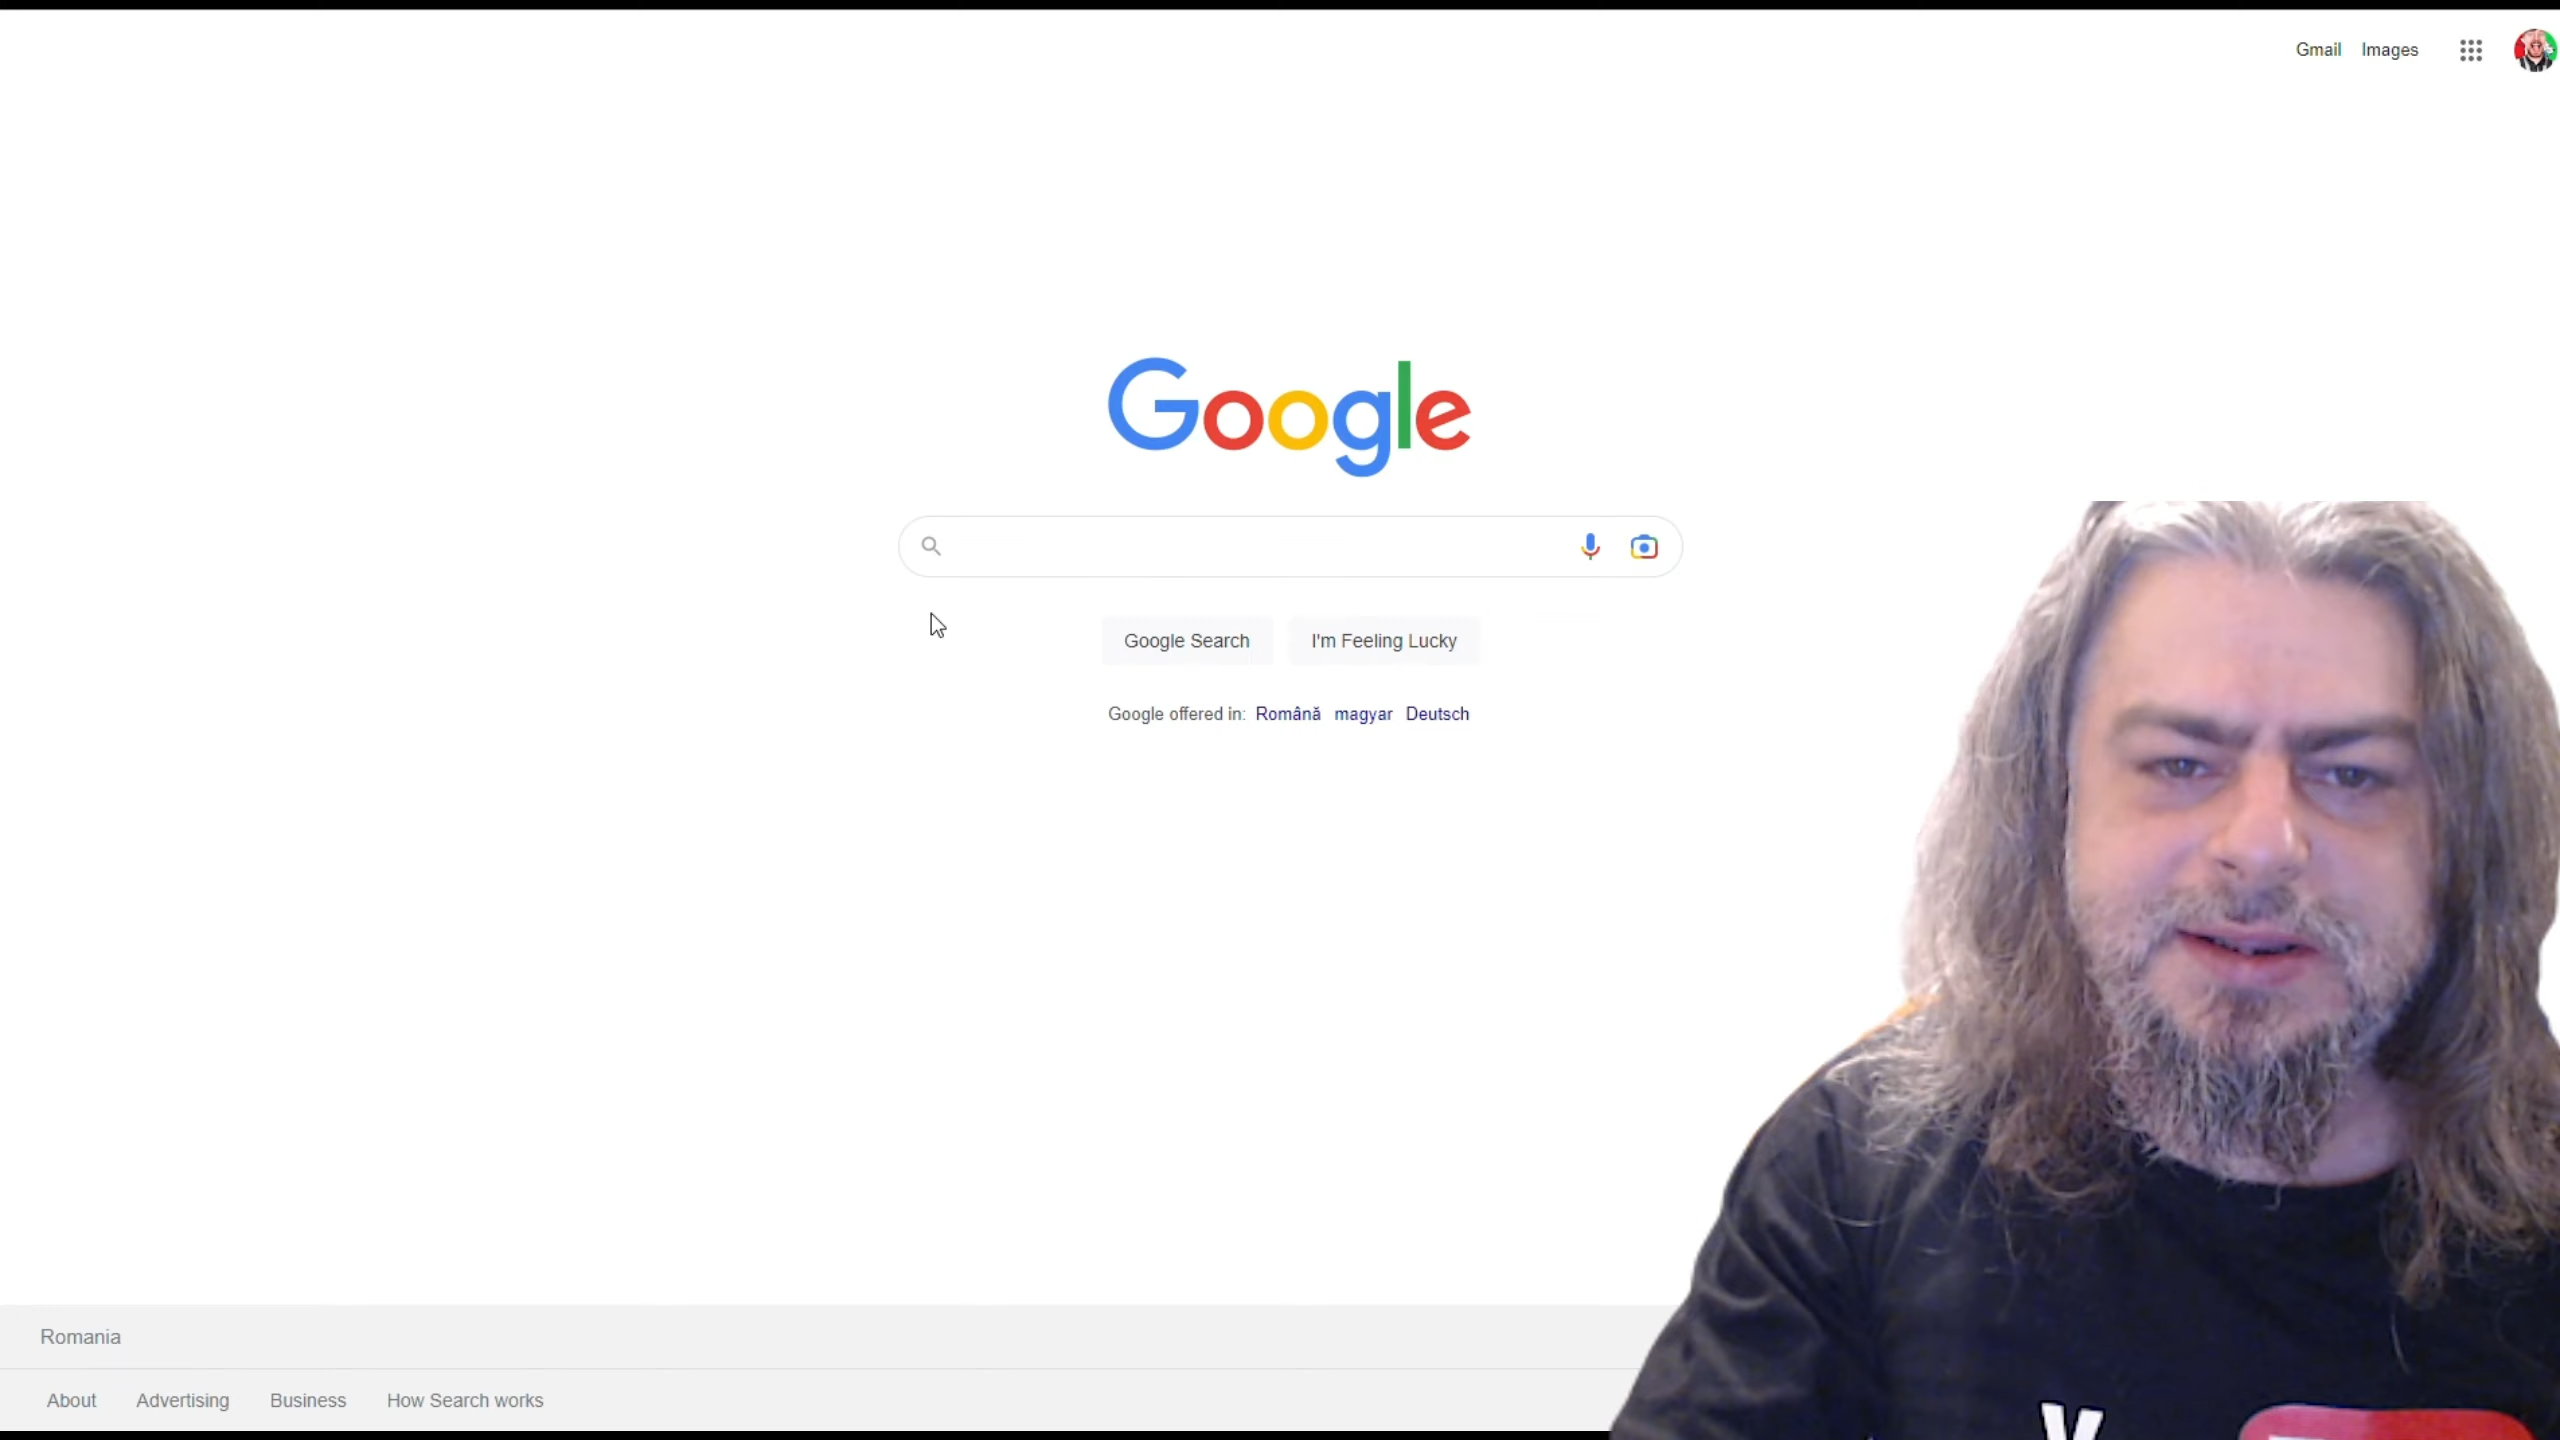 Gmail Images
Google
Google Search I'm Feeling Lucky
Google offered in: Română magyar Deutsch
Romania
About Advertising Business How Search works